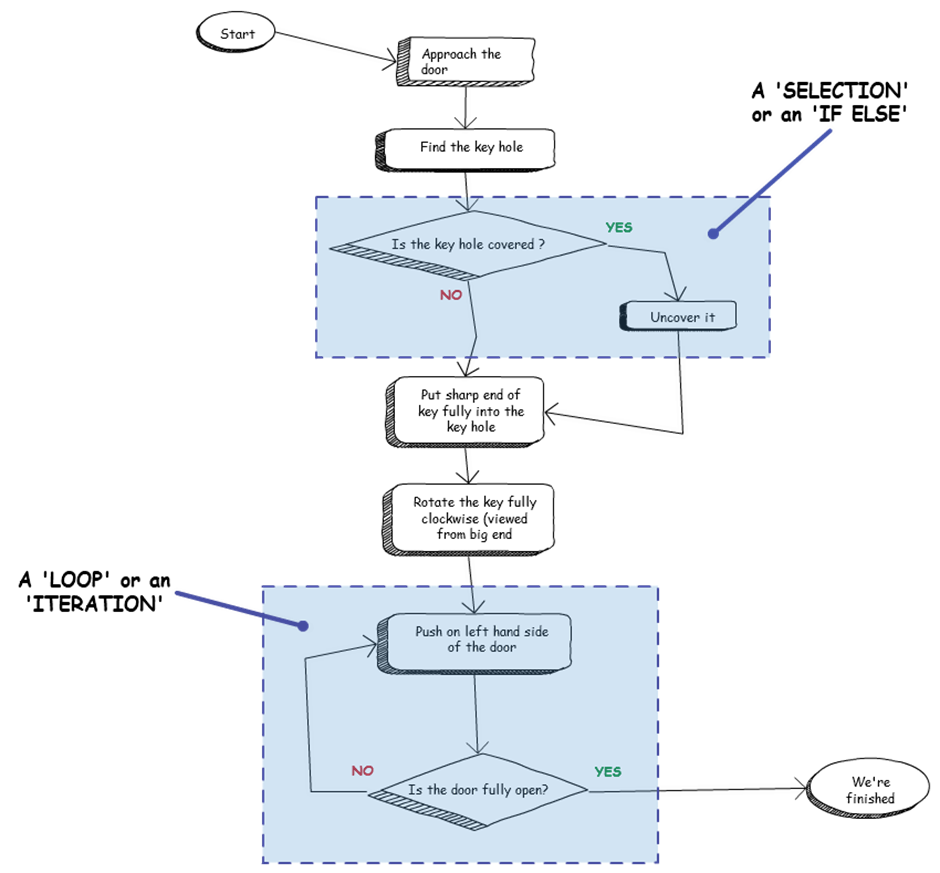 Start
Approach the
door
A 'SELECTION'
or an 'IF ELSE'
Find the key hole
YES
Is the key hole covered ?
NO
Uncover it
Put sharp end of
key fully into the
key hole
Rotate the key fully
clockwise (viewed
from big end
A 'LOOP' or an
'ITERATION'
Push on left hand side
of the door
NO
YES
Is the door fully open?
We're
finished